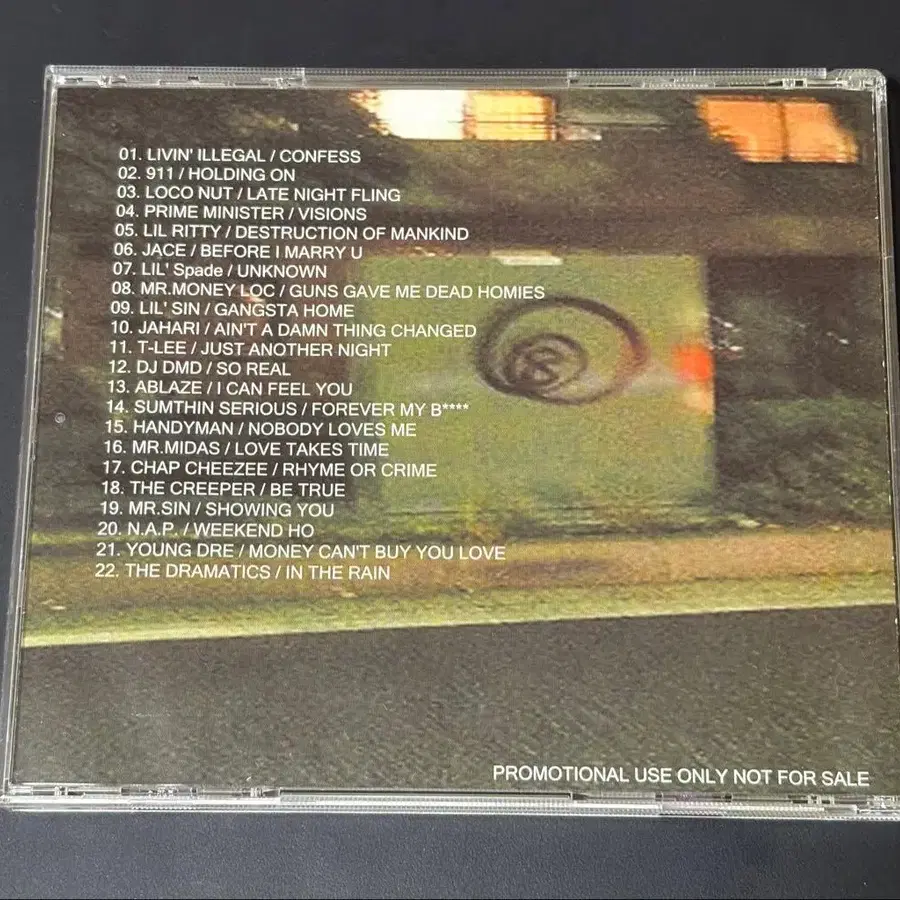 01. LIVIN' ILLEGAL / CONFESS
02. 911 / HOLDING ON
03. LOCO NUT / LATE NIGHT FLING
04. PRIME MINISTER / VISIONS
05. LIL RITTY / DESTRUCTION OF MANKIND
06. JACE / BEFORE I MARRY U
07. LIL' Spade / UNKNOWN
08. MR.MONEY LOC / GUNS GAVE ME DEAD HOMIES
09. LIL' SIN / GANGSTA HOME
10. JAHARI / AIN'T A DAMN THING CHANGED
11. T-LEE / JUST ANOTHER NIGHT
12. DJ DMD / SO REAL
13. ABLAZE / I CAN FEEL YOU
14. SUMTHIN SERIOUS / FOREVER MY B****
15. HANDYMAN / NOBODY LOVES ME
16. MR.MIDAS / LOVE TAKES TIME
17. CHAP CHEEZEE / RHYME OR CRIME
18. THE CREEPER / BE TRUE
19. MR.SIN / SHOWING YOU
20. N.A.P. / WEEKEND HO
21. YOUNG DRE / MONEY CAN'T BUY YOU LOVE
22. THE DRAMATICS / IN THE RAIN
PROMOTIONAL USE ONLY NOT FOR SALE